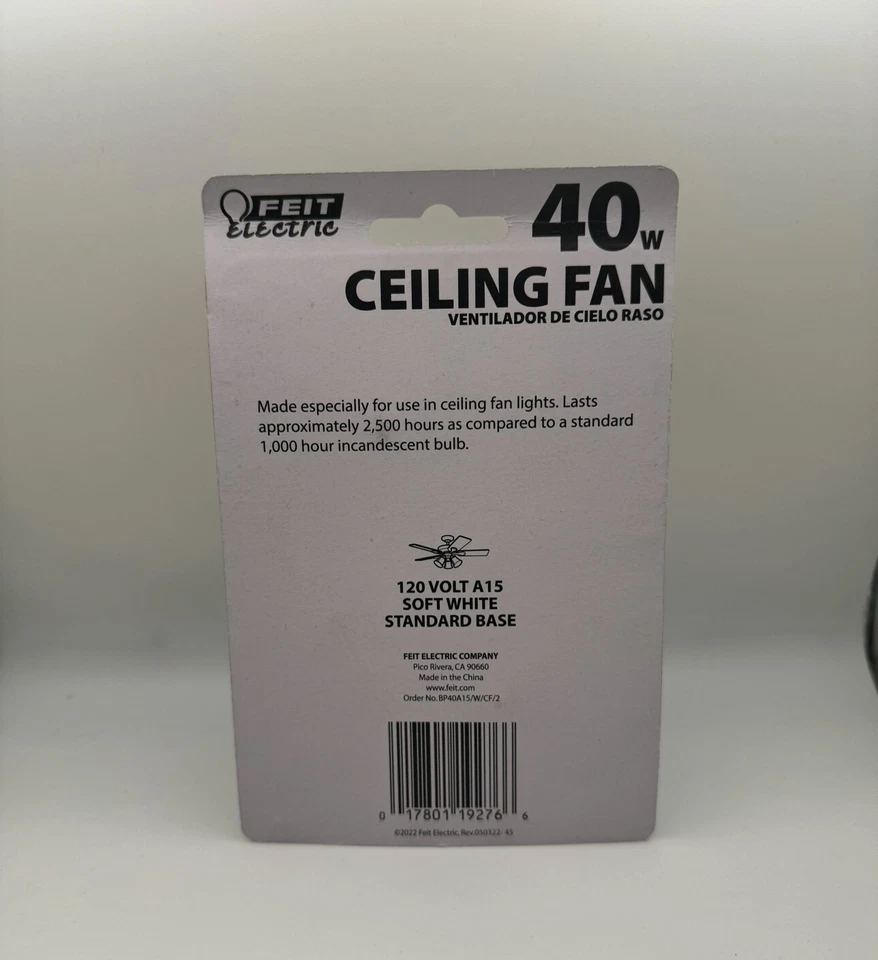 FEIT
ELECTRIC
40W
CEILING FAN
VENTILADOR DE CIELO RASO
Made especially for use in ceiling fan lights. Lasts
approximately 2,500 hours as compared to a standard
1,000 hour incandescent bulb.
120 VOLT A15
SOFT WHITE
STANDARD BASE
FEIT ELECTRIC COMPANY
Pico Rivera, CA 90660
Made in the China
www.feit.com
Order No. BP40A15/W/CF/2
0 17801 19276 6
©2022 Feit Electric, Rev.050322- 45